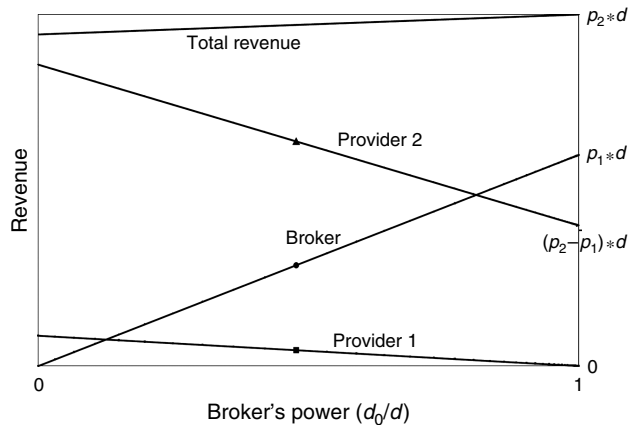 p₂*d
Total revenue
Provider 2
p₁*d
Revenue
Broker
(p₂−p₁)*d
Provider 1
0
0
1
Broker's power (d₀/d)